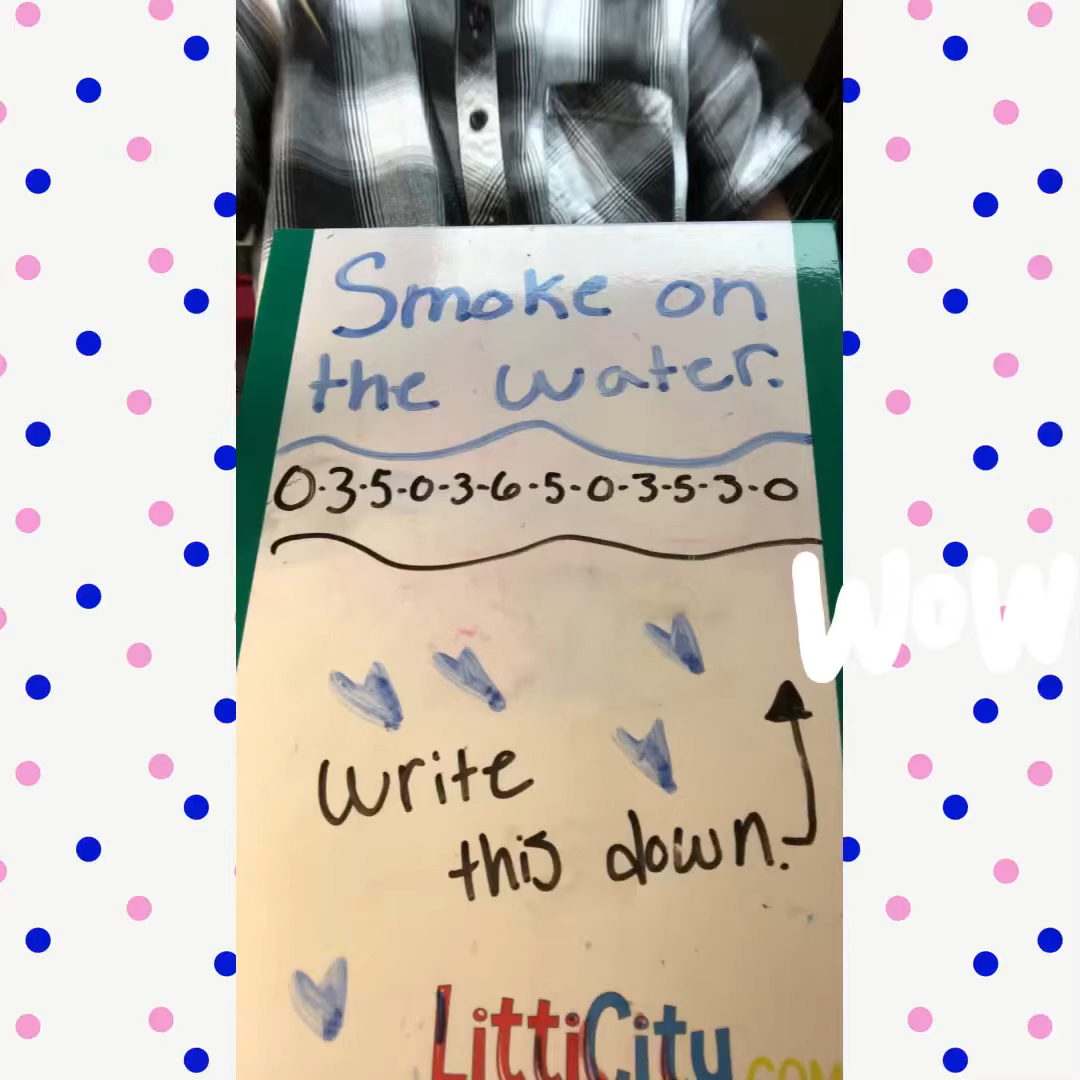 Smoke on
the water.
0-3-5-0-3-6-5-0-3-5-3-0
WOW
write
this down.
LittiCity
.com